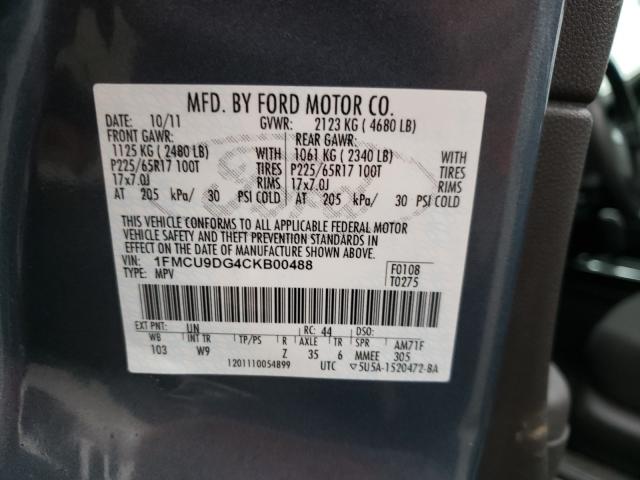 MFD. BY FORD MOTOR CO.
DATE: 10/11 GVWR: 2123 KG ( 4680 LB)
FRONT GAWR: REAR GAWR:
1125 KG ( 2480 LB) WITH 1061 KG ( 2340 LB) WITH
P225/65R17 100T TIRES P225/65R17 100T TIRES
17x7.0J RIMS 17x7.0J RIMS
AT 205 kPa/ 30 PSI COLD AT 205 kPa/ 30 PSI COLD
THIS VEHICLE CONFORMS TO ALL APPLICABLE FEDERAL MOTOR
VEHICLE SAFETY AND THEFT PREVENTION STANDARDS IN
EFFECT ON THE DATE OF MANUFACTURE SHOWN ABOVE.
VIN: 1FMCU9DG4CKB00488 F0108
TYPE: MPV T0275
EXT PNT: UN RC: 44 DSO:
WB INT TR TP/PS R AXLE TR SPR AM71F
103 W9 Z 35 6 MMEE 305
1201110054899 UTC ▽5U5A-1520472-BA